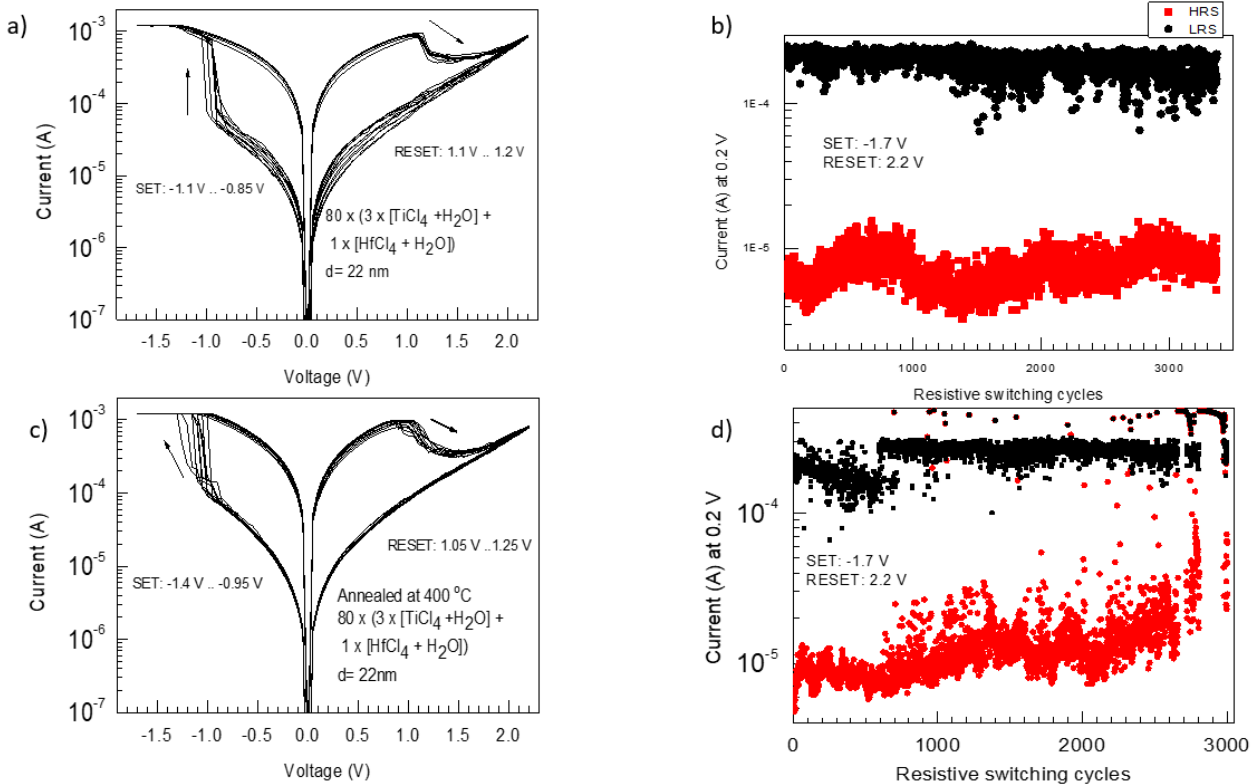 a)
Current (A)
10⁻³
10⁻⁴
10⁻⁵
10⁻⁶
10⁻⁷
SET: -1.1 V .. -0.85 V
RESET: 1.1 V .. 1.2 V
80 x (3 x [TiCl₄ +H₂O] +
1 x [HfCl₄ + H₂O])
d= 22 nm
-1.5 -1.0 -0.5 0.0 0.5 1.0 1.5 2.0
Voltage (V)
b)
HRS
LRS
Current (A) at 0.2 V
1E-4
1E-5
SET: -1.7 V
RESET: 2.2 V
0 1000 2000 3000
Resistive switching cycles
c)
Current (A)
10⁻³
10⁻⁴
10⁻⁵
10⁻⁶
10⁻⁷
SET: -1.4 V .. -0.95 V
RESET: 1.05 V ..1.25 V
Annealed at 400 °C
80 x (3 x [TiCl₄ +H₂O] +
1 x [HfCl₄ + H₂O])
d= 22nm
-1.5 -1.0 -0.5 0.0 0.5 1.0 1.5 2.0
Voltage (V)
d)
Current (A) at 0.2 V
10⁻⁴
10⁻⁵
SET: -1.7 V
RESET: 2.2 V
0 1000 2000 3000
Resistive switching cycles